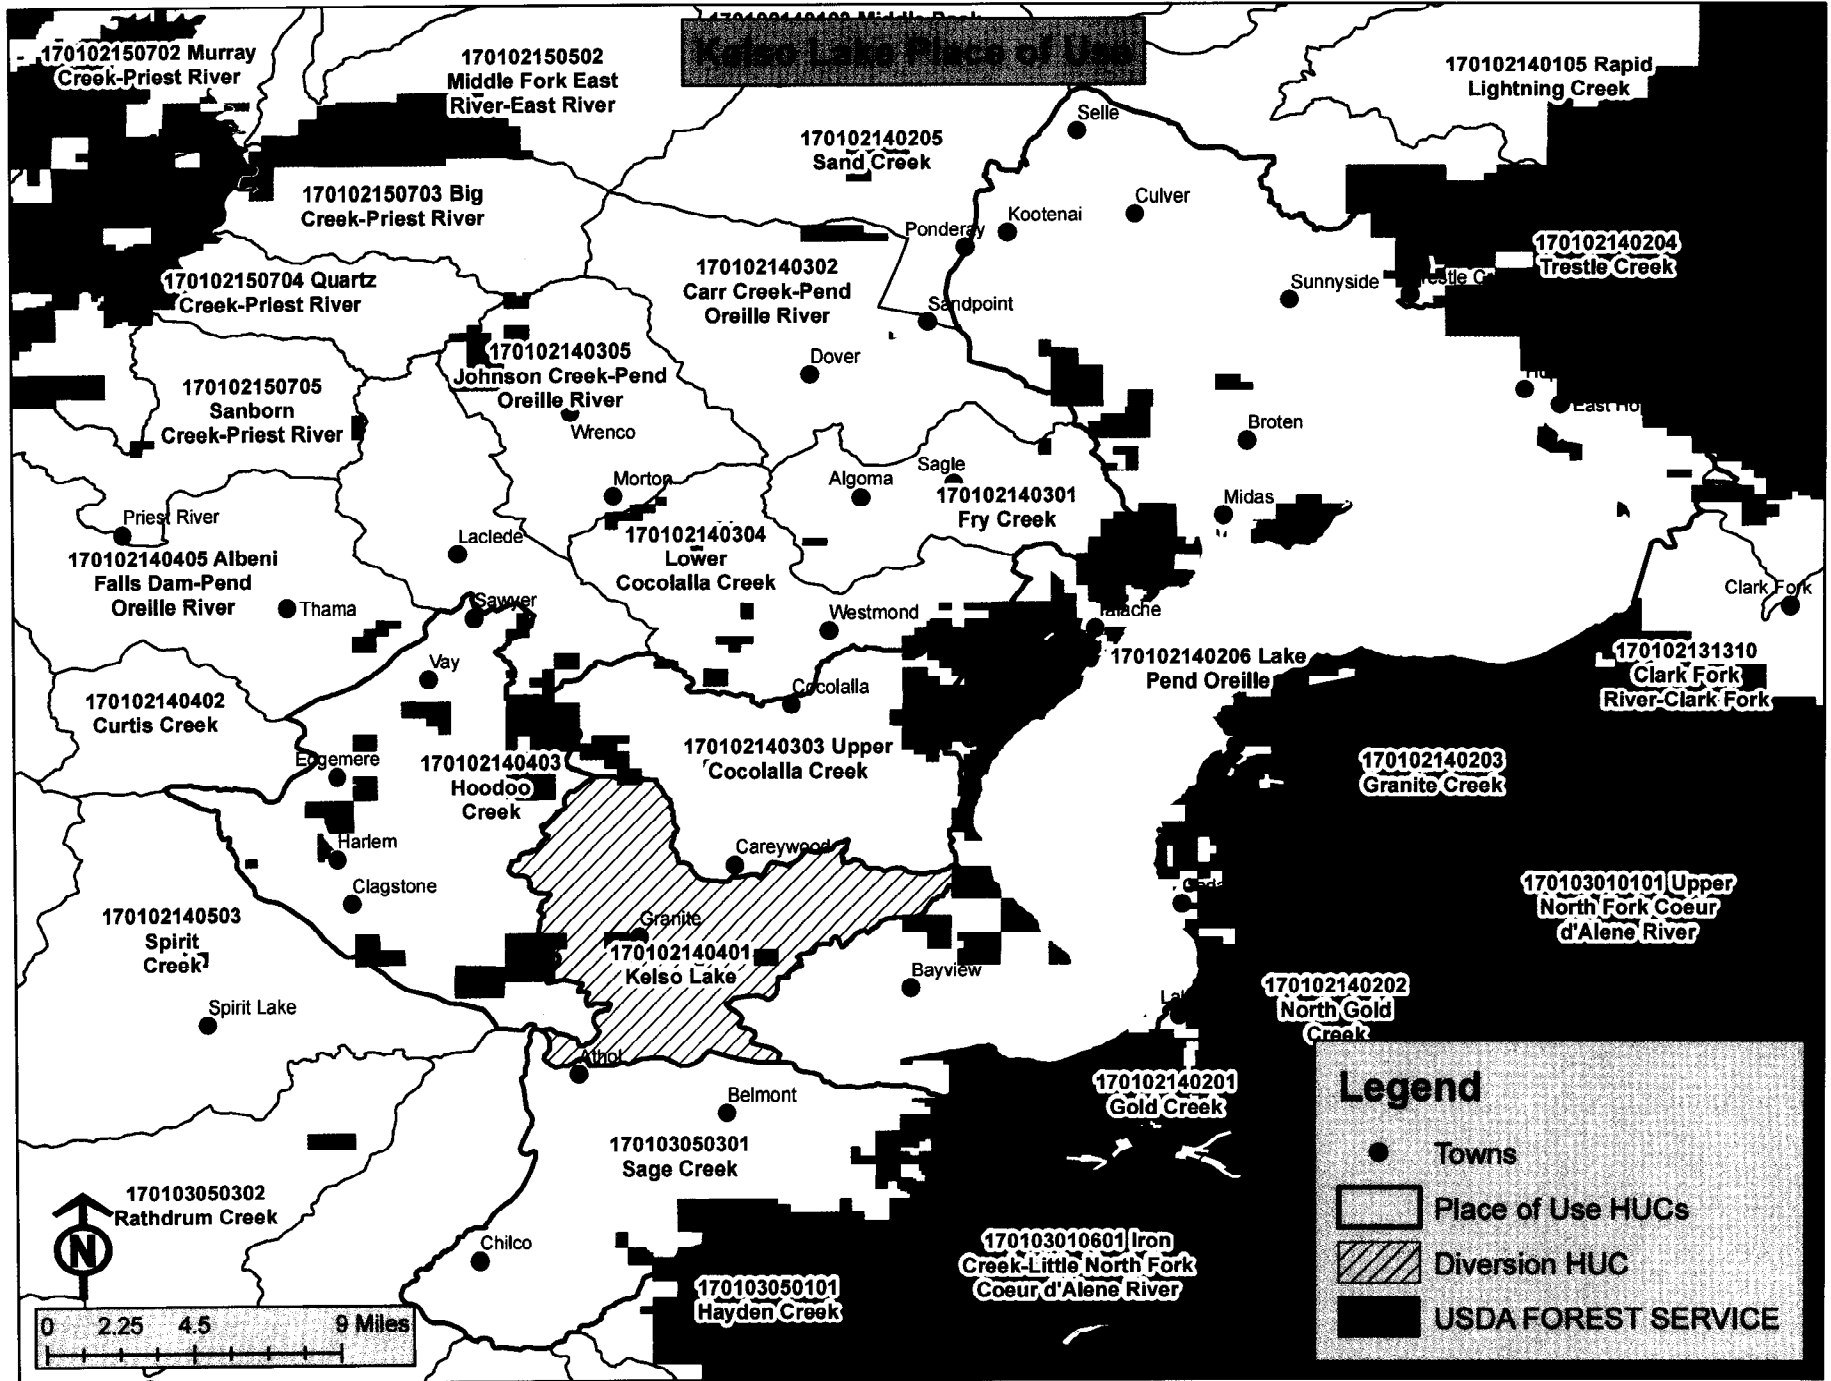 Kelso Lake Place of Use
170102150702 Murray
Creek-Priest River
170102150502
Middle Fork East
River-East River
170102140105 Rapid
Lightning Creek
Selle
170102140205
Sand Creek
170102150703 Big
Creek-Priest River
Culver
Kootenai
Ponderay
170102140204
Trestle Creek
170102140302
Carr Creek-Pend
Oreille River
170102150704 Quartz
Creek-Priest River
Sunnyside
Sandpoint
170102140305
Johnson Creek-Pend
Oreille River
Dover
170102150705
Sanborn
Creek-Priest River
Wrenco
Broten
Morton
Algoma
Sagle
170102140301
Fry Creek
Midas
Priest River
Laclede
170102140304
Lower
Cocolalla Creek
170102140405 Albeni
Falls Dam-Pend
Oreille River
Thama
Sawyer
Westmond
Clark Fork
170102140206 Lake
Pend Oreille
170102131310
Clark Fork
River-Clark Fork
Vay
Cocolalla
170102140402
Curtis Creek
Edgemere
170102140403
Hoodoo
Creek
170102140303 Upper
Cocolalla Creek
170102140203
Granite Creek
Harlem
Careywood
Clagstone
170103010101 Upper
North Fork Coeur
d'Alene River
170102140503
Spirit
Creek
Granite
170102140401
Kelso Lake
Bayview
170102140202
North Gold
Creek
Spirit Lake
Athol
Belmont
170102140201
Gold Creek
170103050301
Sage Creek
170103050302
Rathdrum Creek
N
Chilco
170103010601 Iron
Creek-Little North Fork
Coeur d'Alene River
170103050101
Hayden Creek
0 2.25 4.5 9 Miles
Legend
Towns
Place of Use HUCs
Diversion HUC
USDA FOREST SERVICE